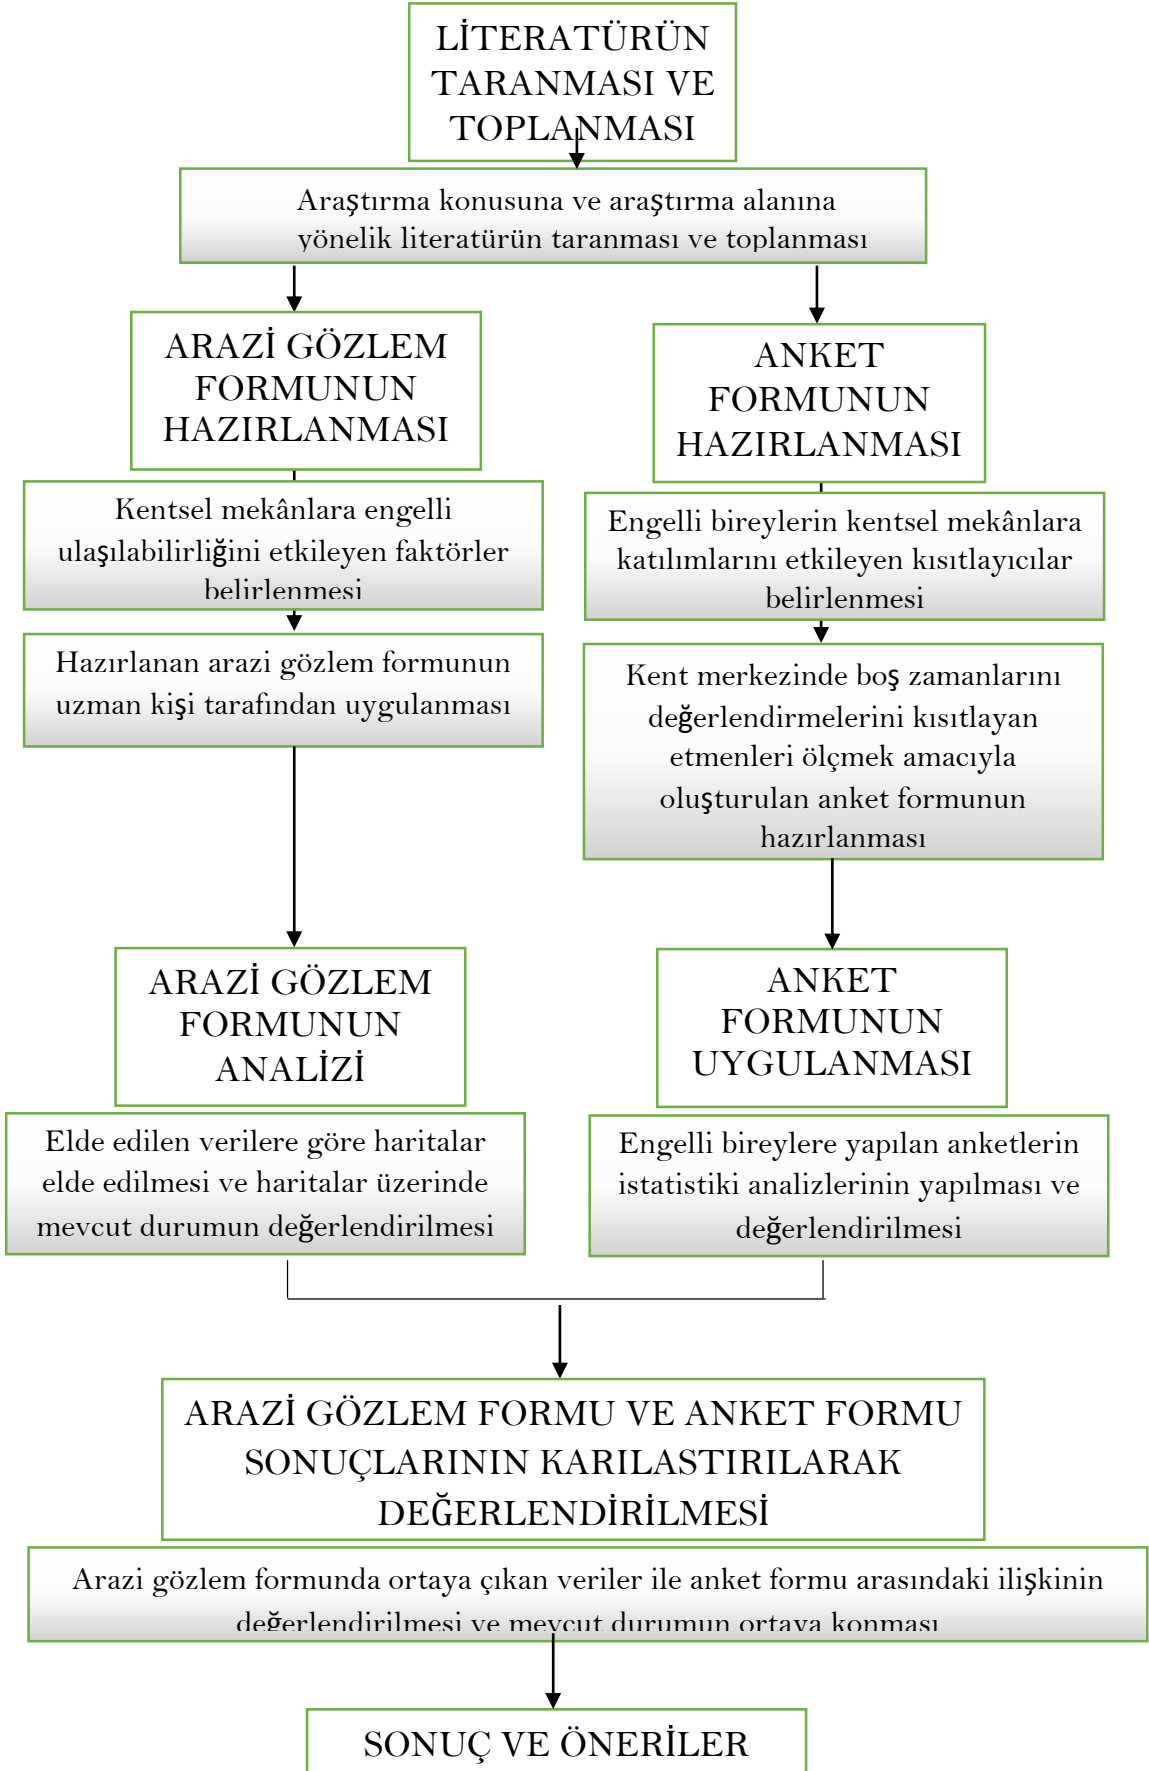 LİTERATÜRÜN
TARANMASI VE
TOPLANMASI
Araştırma konusuna ve araştırma alanına
yönelik literatürün taranması ve toplanması
ARAZİ GÖZLEM
FORMUNUN
HAZIRLANMASI
Kentsel mekânlara engelli
ulaşılabilirliğini etkileyen faktörler
belirlenmesi
Hazırlanan arazi gözlem formunun
uzman kişi tarafından uygulanması
ANKET
FORMUNUN
HAZIRLANMASI
Engelli bireylerin kentsel mekânlara
katılımlarını etkileyen kısıtlayıcılar
belirlenmesi
Kent merkezinde boş zamanlarını
değerlendirmelerini kısıtlayan
etmenleri ölçmek amacıyla
oluşturulan anket formunun
hazırlanması
ARAZİ GÖZLEM
FORMUNUN
ANALİZİ
Elde edilen verilere göre haritalar
elde edilmesi ve haritalar üzerinde
mevcut durumun değerlendirilmesi
ANKET
FORMUNUN
UYGULANMASI
Engelli bireylere yapılan anketlerin
istatistiki analizlerinin yapılması ve
değerlendirilmesi
ARAZİ GÖZLEM FORMU VE ANKET FORMU
SONUÇLARININ KARILASTIRILARAK
DEĞERLENDİRİLMESİ
Arazi gözlem formunda ortaya çıkan veriler ile anket formu arasındaki ilişkinin
değerlendirilmesi ve mevcut durumun ortaya konması
SONUÇ VE ÖNERİLER